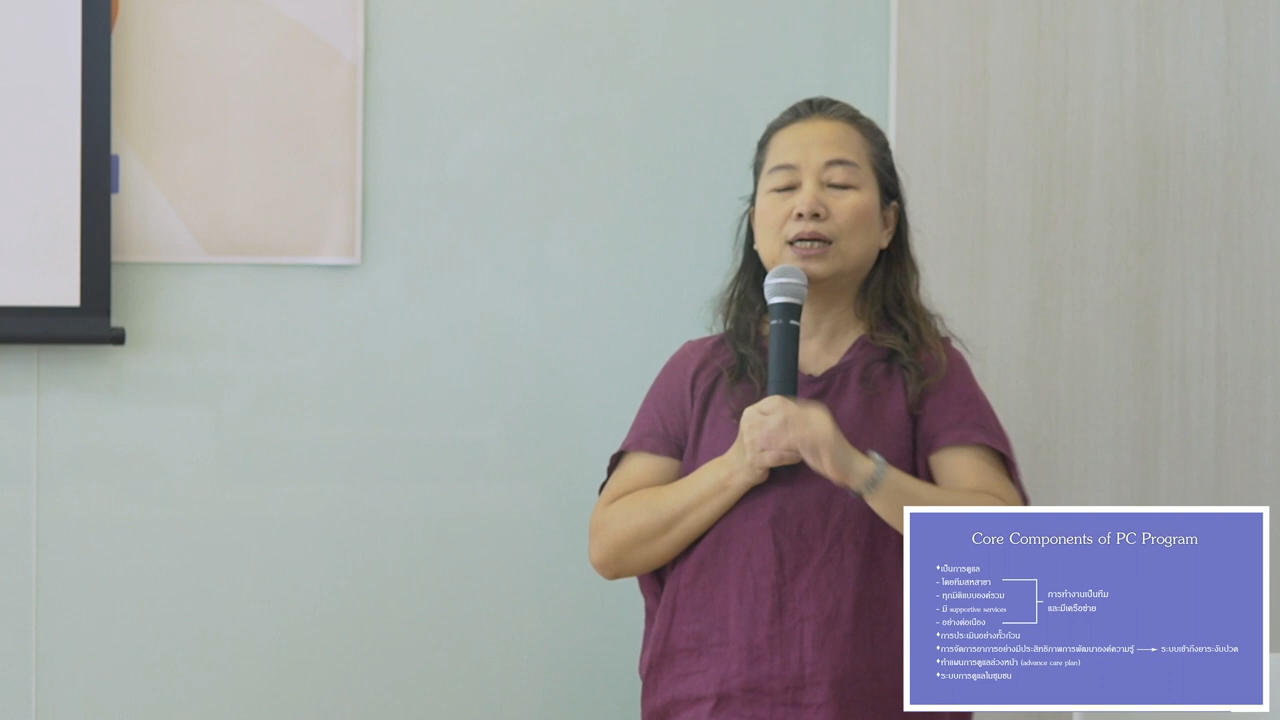 Core Components of PC Program
♦เป็นการดูแล
- โดยทีมสหสาขา
- ทุกมิติแบบองค์รวม
- มี supportive services
- อย่างต่อเนื่อง
การทำงานเป็นทีม
และมีเครือข่าย
♦การประเมินอย่างทั่วถ้วน
♦การจัดการอาการอย่างมีประสิทธิภาพการพัฒนาองค์ความรู้ → ระบบเข้าถึงยาระงับปวด
♦ทำแผนการดูแลล่วงหน้า (advance care plan)
♦ระบบการดูแลในชุมชน